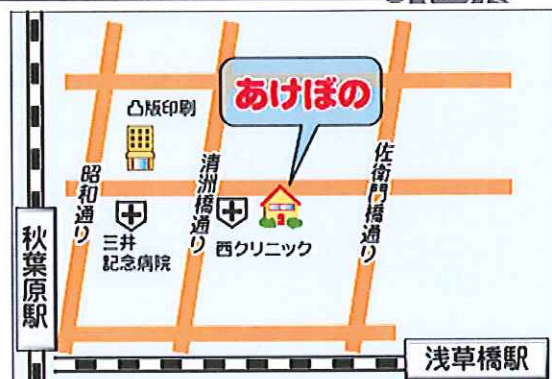 あけぼの
凸版印刷
昭和通り
清洲橋通り
佐衛門橋通り
三井
記念病院
西クリニック
秋葉原駅
浅草橋駅